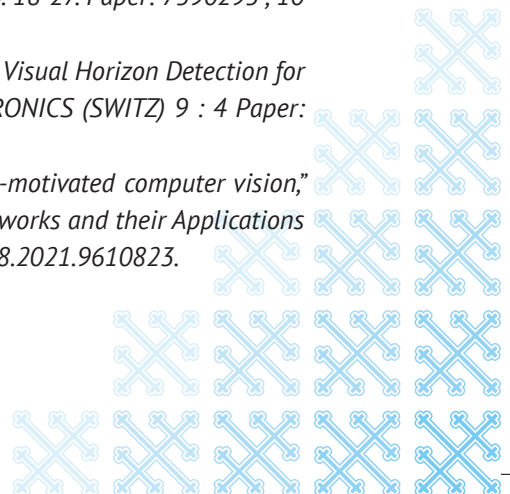 : 18-27. Paper: 7590295 , 10
Visual Horizon Detection for
RONICS (SWITZ) 9 : 4 Paper:
-motivated computer vision,”
works and their Applications
8.2021.9610823.